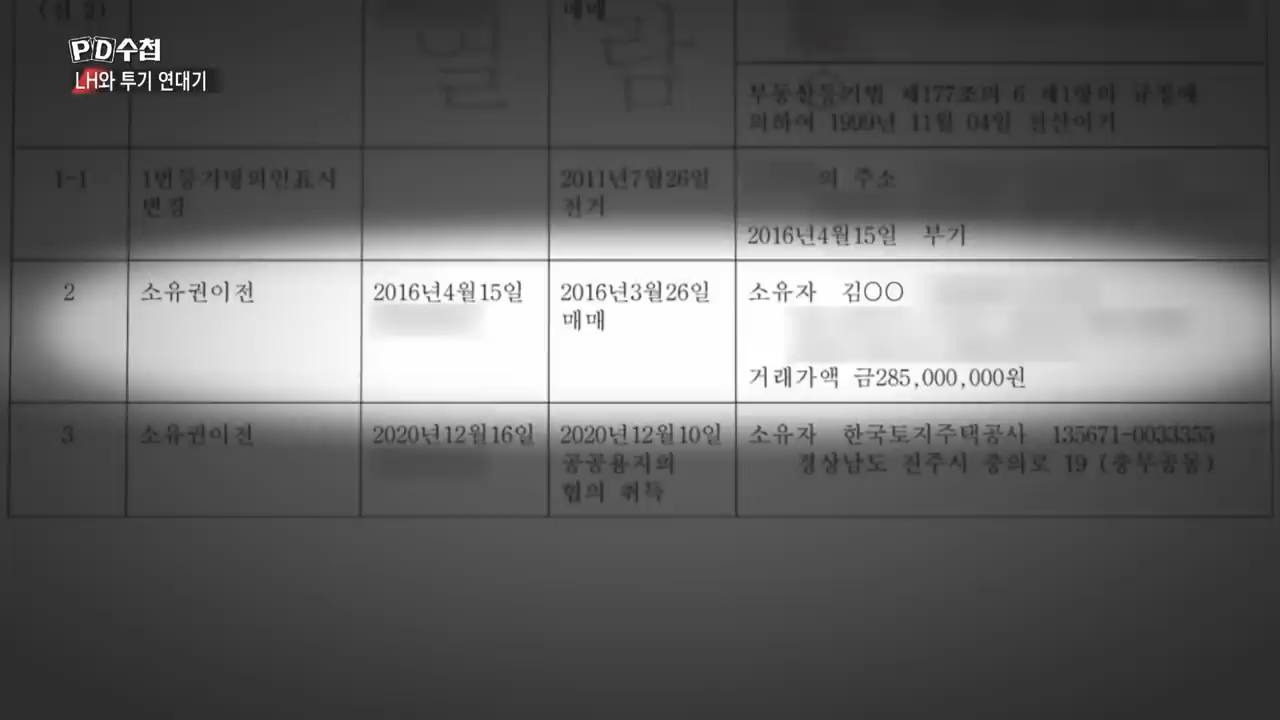 PD수첩
LH와 투기 연대기
매매
열 람
부동산등기법 제177조의 6 제1항의 규정에
의하여 1999년 11월 04일 전산이기
1-1 1번등기명의인표시 2011년7월26일 의 주소
변경 전거
2016년4월15일 부기
2 소유권이전 2016년4월15일 2016년3월26일 소유자 김○○
매매
거래가액 금285,000,000원
3 소유권이전 2020년12월16일 2020년12월10일 소유자 한국토지주택공사 135671-0033355
공공용지의 경상남도 진주시 충의로 19 (충무공동)
협의 취득